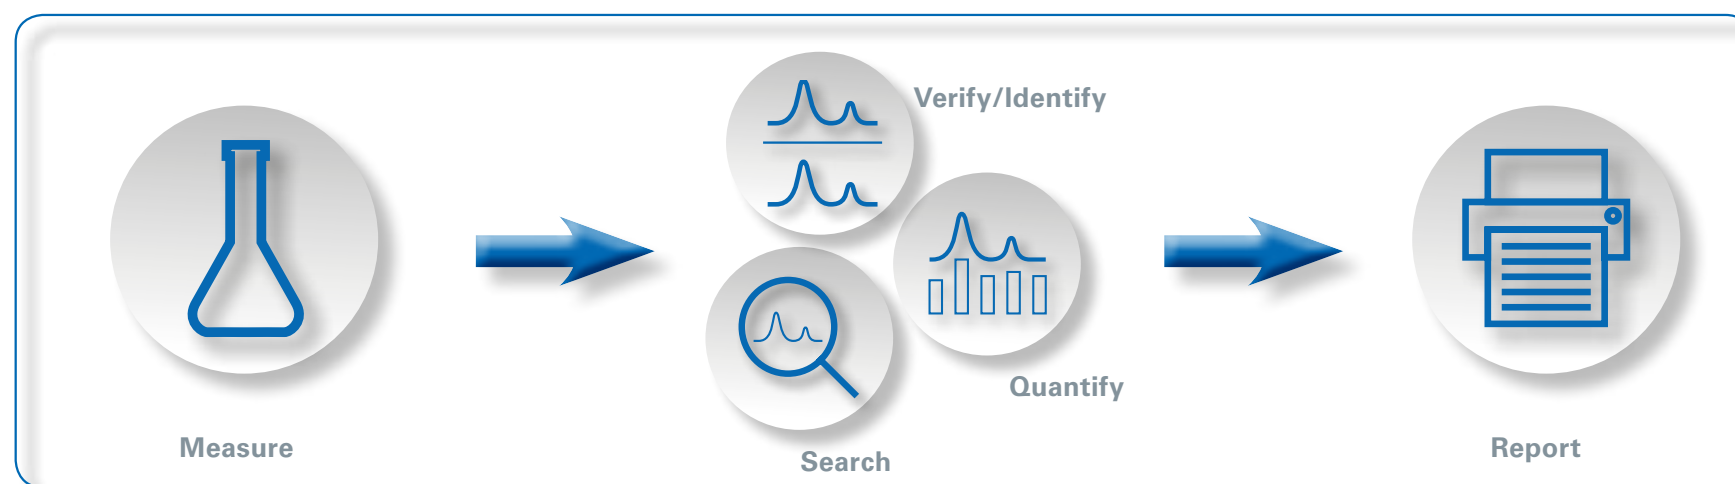 Verify/Identify
Quantify
Measure
Search
Report